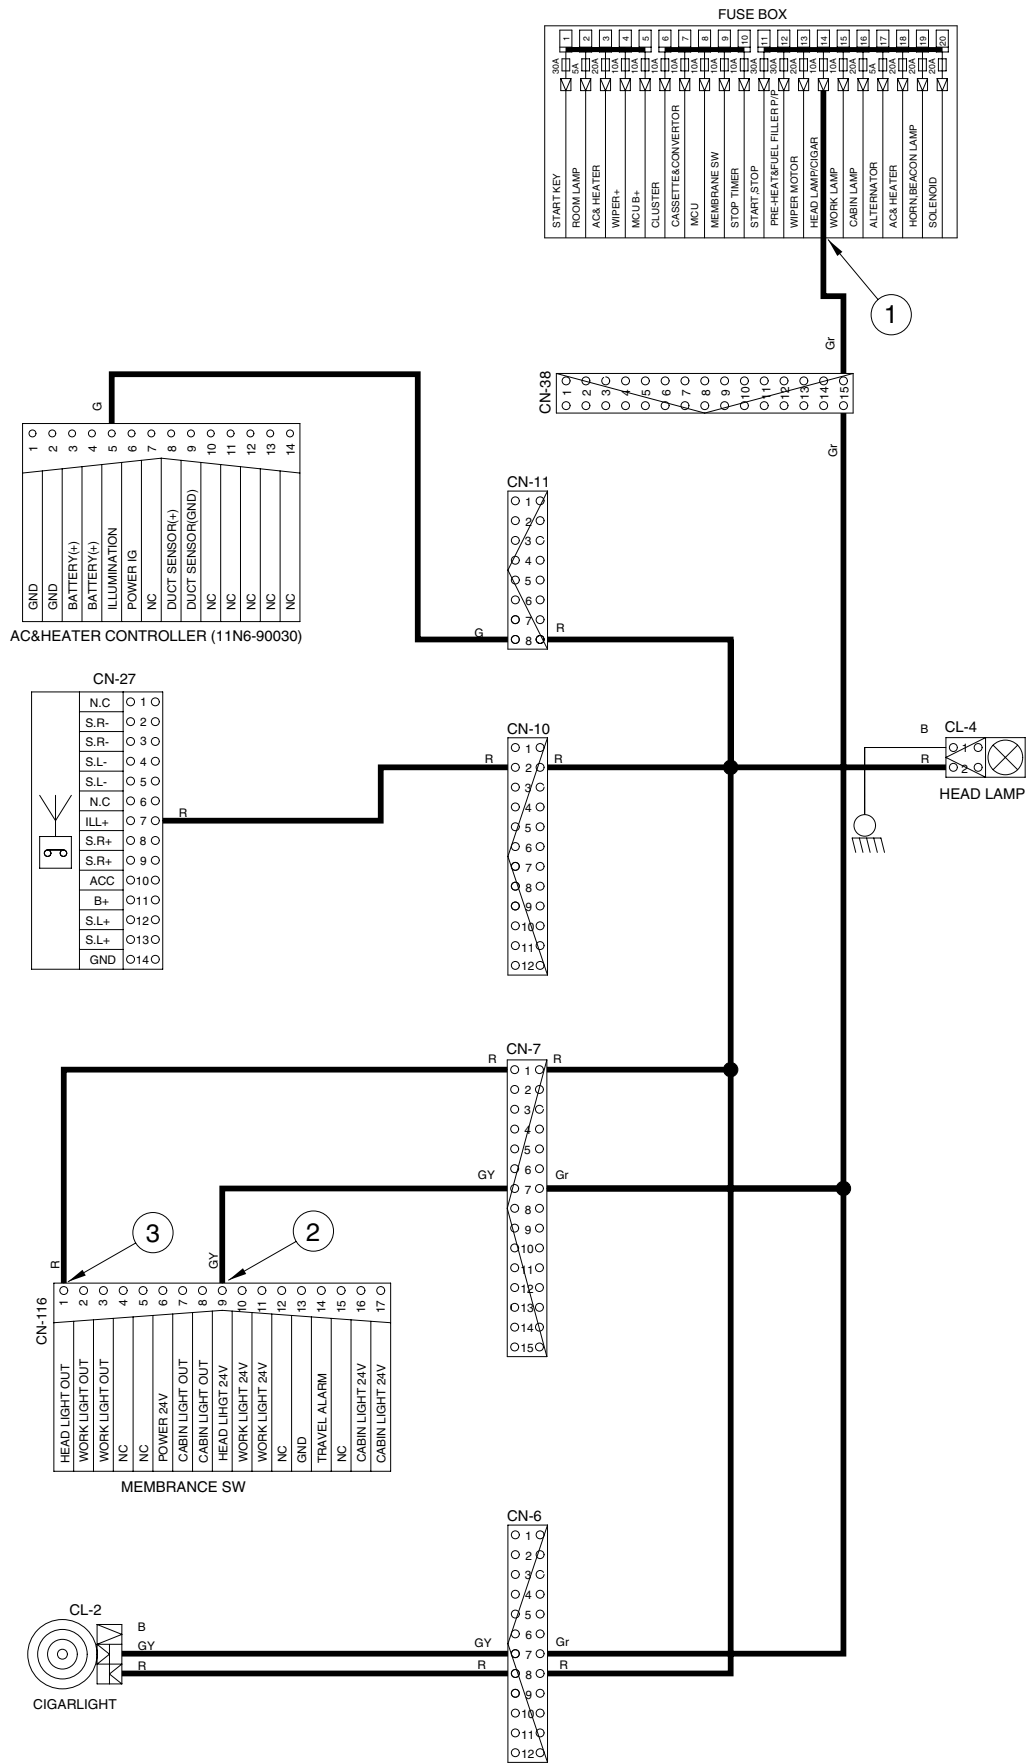 FUSE BOX
1 2 3 4 5 6 7 8 9 10 11 12 13 14 15 16 17 18 19 20
30A 5A 20A 10A 10A 10A 10A 10A 10A 30A 30A 20A 10A 10A 20A 5A 10A 20A 20A
START KEY
ROOM LAMP
AC& HEATER
WIPER+
MCU B+
CLUSTER
CASSETTE&CONVERTOR
MCU
MEMBRANE SW
STOP TIMER
START,STOP
PRE-HEAT&FUEL FILLER P/P
WIPER MOTOR
HEAD LAMP/CIGAR
WORK LAMP
CABIN LAMP
ALTERNATOR
AC& HEATER
HORN,BEACON LAMP
SOLENOID
1
Gr
CN-38
1 2 3 4 5 6 7 8 9 10 11 12 13 14 15
Gr
G
1 2 3 4 5 6 7 8 9 10 11 12 13 14
GND
GND
BATTERY(+)
BATTERY(+)
ILLUMINATION
POWER IG
NC
DUCT SENSOR(+)
DUCT SENSOR(GND)
NC
NC
NC
NC
NC
AC&HEATER CONTROLLER (11N6-90030)
CN-11
1
2
3
4
5
6
7
G 8 R
CN-27
N.C 1
S.R- 2
S.R- 3
S.L- 4
S.L- 5
N.C 6
ILL+ 7 R
S.R+ 8
S.R+ 9
ACC 10
B+ 11
S.L+ 12
S.L+ 13
GND 14
CN-10
1
R 2 R
3
4
5
6
7
8
9
10
11
12
CL-4
B 1
R 2
HEAD LAMP
CN-7
R 1 R
2
3
4
5
6
GY 7 Gr
8
9
10
11
12
13
14
15
3
2
R
GY
CN-116
1 2 3 4 5 6 7 8 9 10 11 12 13 14 15 16 17
HEAD LIGHT OUT
WORK LIGHT OUT
WORK LIGHT OUT
NC
NC
POWER 24V
CABIN LIGHT OUT
CABIN LIGHT OUT
HEAD LIHGT 24V
WORK LIGHT 24V
WORK LIGHT 24V
NC
GND
TRAVEL ALARM
NC
CABIN LIGHT 24V
CABIN LIGHT 24V
MEMBRANCE SW
CN-6
1
2
3
4
5
6
GY 7 Gr
R 8 R
9
10
11
12
CL-2
B
GY
R
CIGARLIGHT